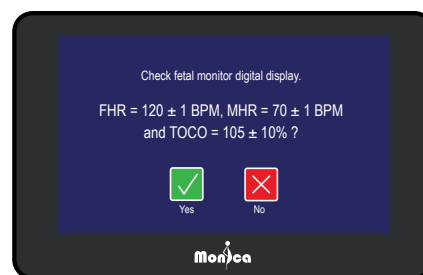 Check fetal monitor digital display.
FHR = 120 ± 1 BPM, MHR = 70 ± 1 BPM
and TOCO = 105 ± 10% ?
Yes No
Monica